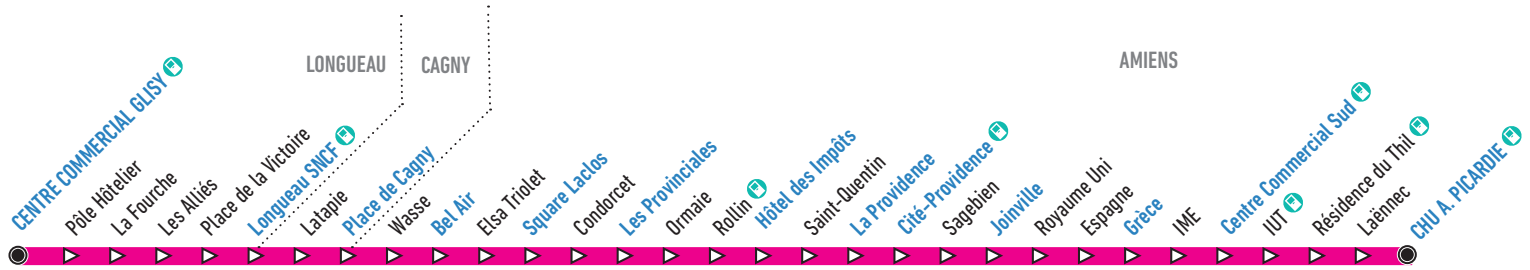 LONGUEAU
CAGNY
AMIENS
CENTRE COMMERCIAL GLISY
Pôle Hôtelier
La Fourche
Les Alliés
Place de la Victoire
Longueau SNCF
Latapie
Place de Cagny
Wasse
Bel Air
Elsa Triolet
Square Laclos
Condorcet
Les Provinciales
Ormaie
Rollin
Hôtel des Impôts
Saint-Quentin
La Providence
Cité-Providence
Sagebien
Joinville
Royaume Uni
Espagne
Grèce
IME
Centre Commercial Sud
IUT
Résidence du Thil
Laënnec
CHU A. PICARDIE